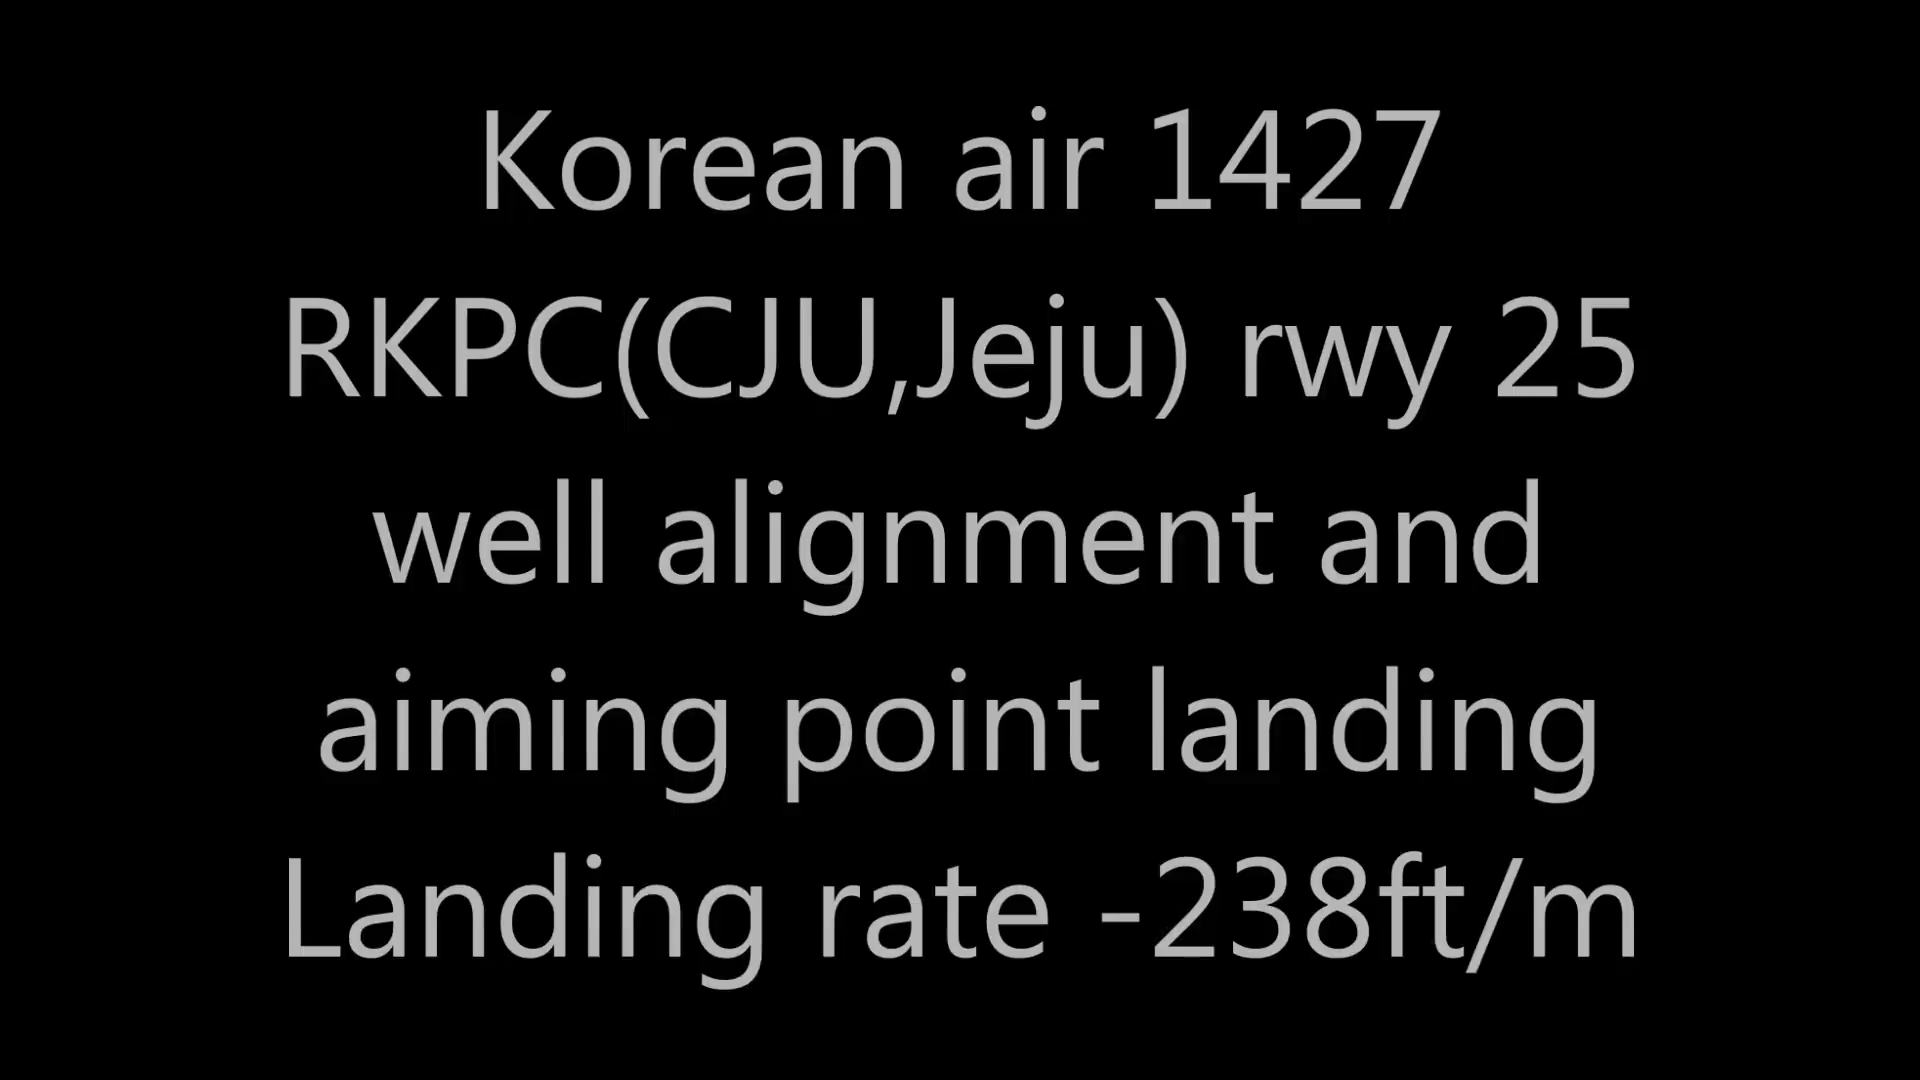 Korean air 1427
RKPC(CJU,Jeju) rwy 25
well alignment and
aiming point landing
Landing rate -238ft/m